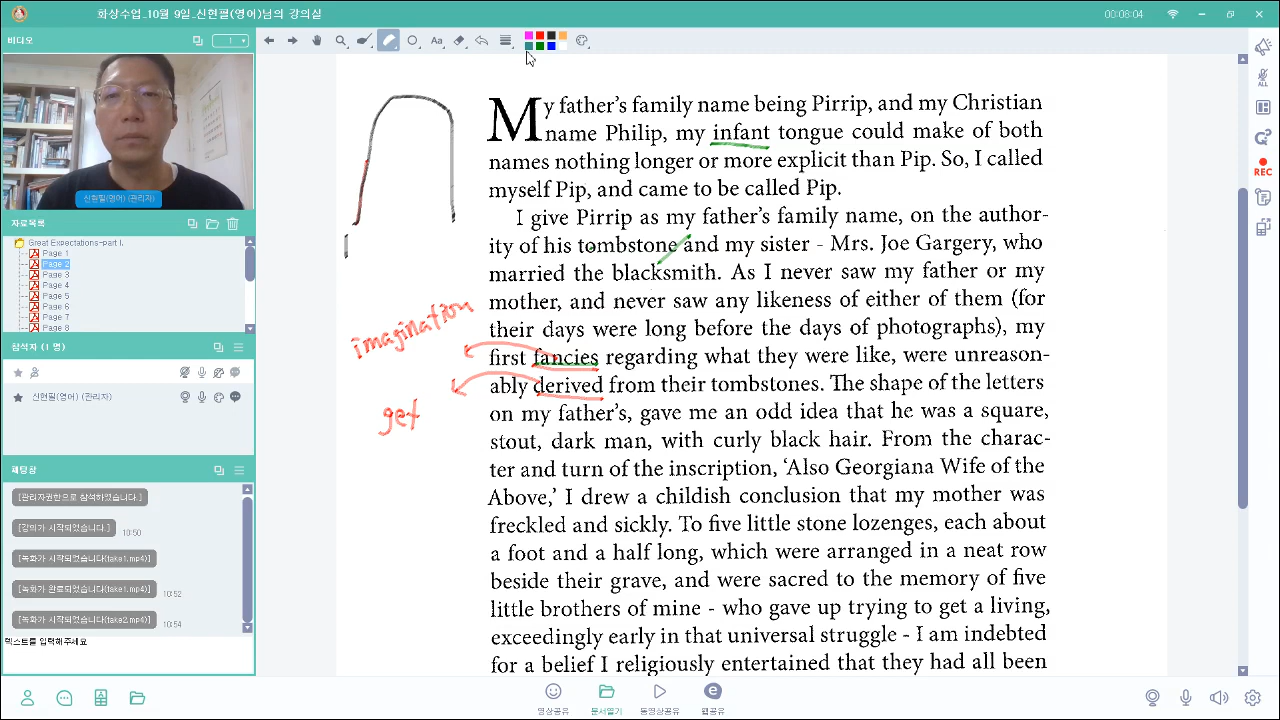 화상수업_10월 9일_신현필(영어)님의 강의실
00:06:04
비디오
1
신현필(영어) (관리자)
자료목록
Great Expectations-part I.
Page 1
Page 2
Page 3
Page 4
Page 5
Page 6
Page 7
Page 8
참석자 (1 명)
신현필(영어) (관리자)
채팅창
[관리자권한으로 참석하였습니다.]
[강의가 시작되었습니다.] 10:50
[녹화가 시작되었습니다(take1.mp4)]
[녹화가 완료되었습니다(take1.mp4)] 10:52
[녹화가 시작되었습니다(take2.mp4)] 10:54
텍스트를 입력해주세요
Aa
ALL
REC
My father's family name being Pirrip, and my Christian
name Philip, my infant tongue could make of both
names nothing longer or more explicit than Pip. So, I called
myself Pip, and came to be called Pip.
I give Pirrip as my father's family name, on the author-
ity of his tombstone and my sister - Mrs. Joe Gargery, who
married the blacksmith. As I never saw my father or my
mother, and never saw any likeness of either of them (for
their days were long before the days of photographs), my
first fancies regarding what they were like, were unreason-
ably derived from their tombstones. The shape of the letters
on my father's, gave me an odd idea that he was a square,
stout, dark man, with curly black hair. From the charac-
ter and turn of the inscription, 'Also Georgiana Wife of the
Above,' I drew a childish conclusion that my mother was
freckled and sickly. To five little stone lozenges, each about
a foot and a half long, which were arranged in a neat row
beside their grave, and were sacred to the memory of five
little brothers of mine - who gave up trying to get a living,
exceedingly early in that universal struggle - I am indebted
for a belief I religiously entertained that they had all been
imagination
get
영상공유
문서열기
동영상공유
웹공유